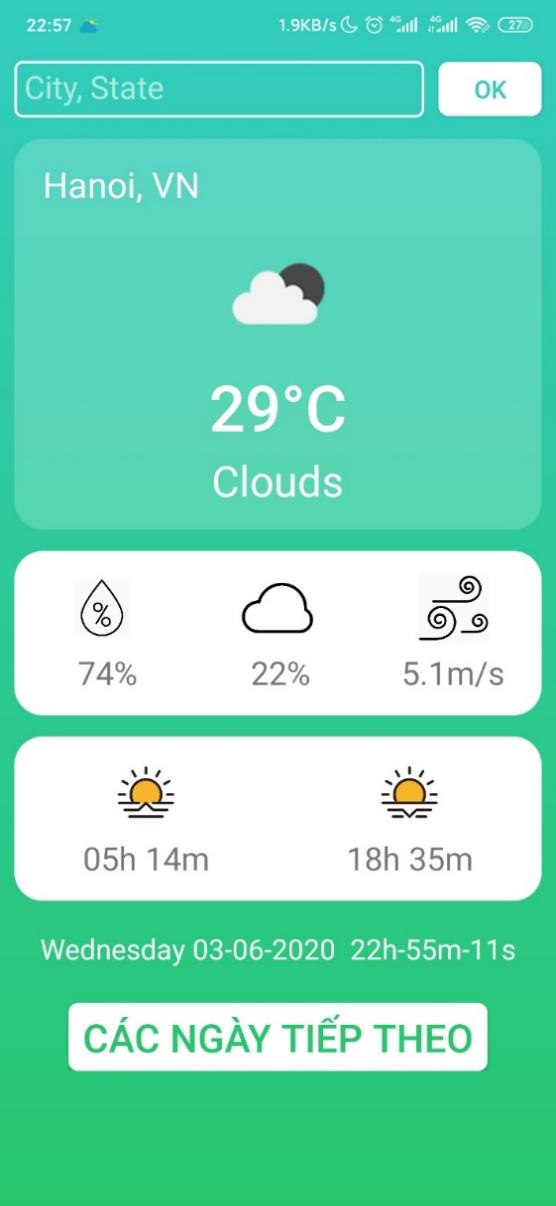 22:57 1.9KB/s 4G 4G 27
City, State OK
Hanoi, VN
29°C
Clouds
%
74% 22% 5.1m/s
05h 14m 18h 35m
Wednesday 03-06-2020 22h-55m-11s
CÁC NGÀY TIẾP THEO